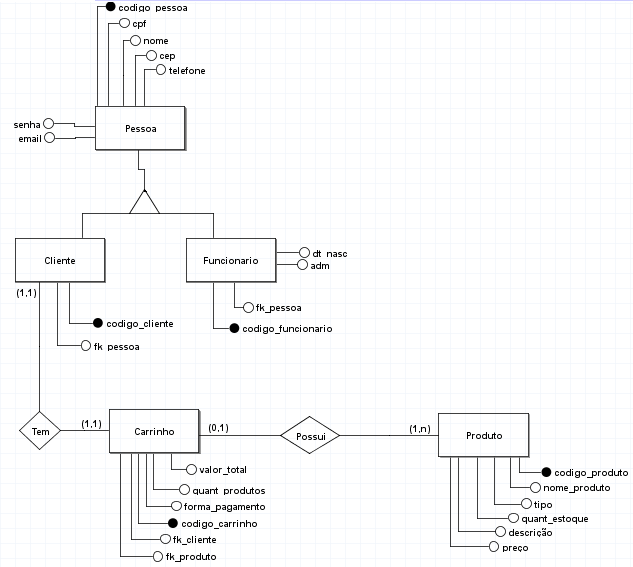 codigo_pessoa
cpf
nome
cep
telefone
senha
email
Pessoa
Cliente
Funcionario
dt_nasc
adm
(1,1)
fk_pessoa
codigo_cliente
codigo_funcionario
fk_pessoa
Tem
(1,1)
Carrinho
(0,1)
Possui
(1,n)
Produto
valor_total
quant_produtos
forma_pagamento
codigo_carrinho
fk_cliente
fk_produto
codigo_produto
nome_produto
tipo
quant_estoque
descrição
preço